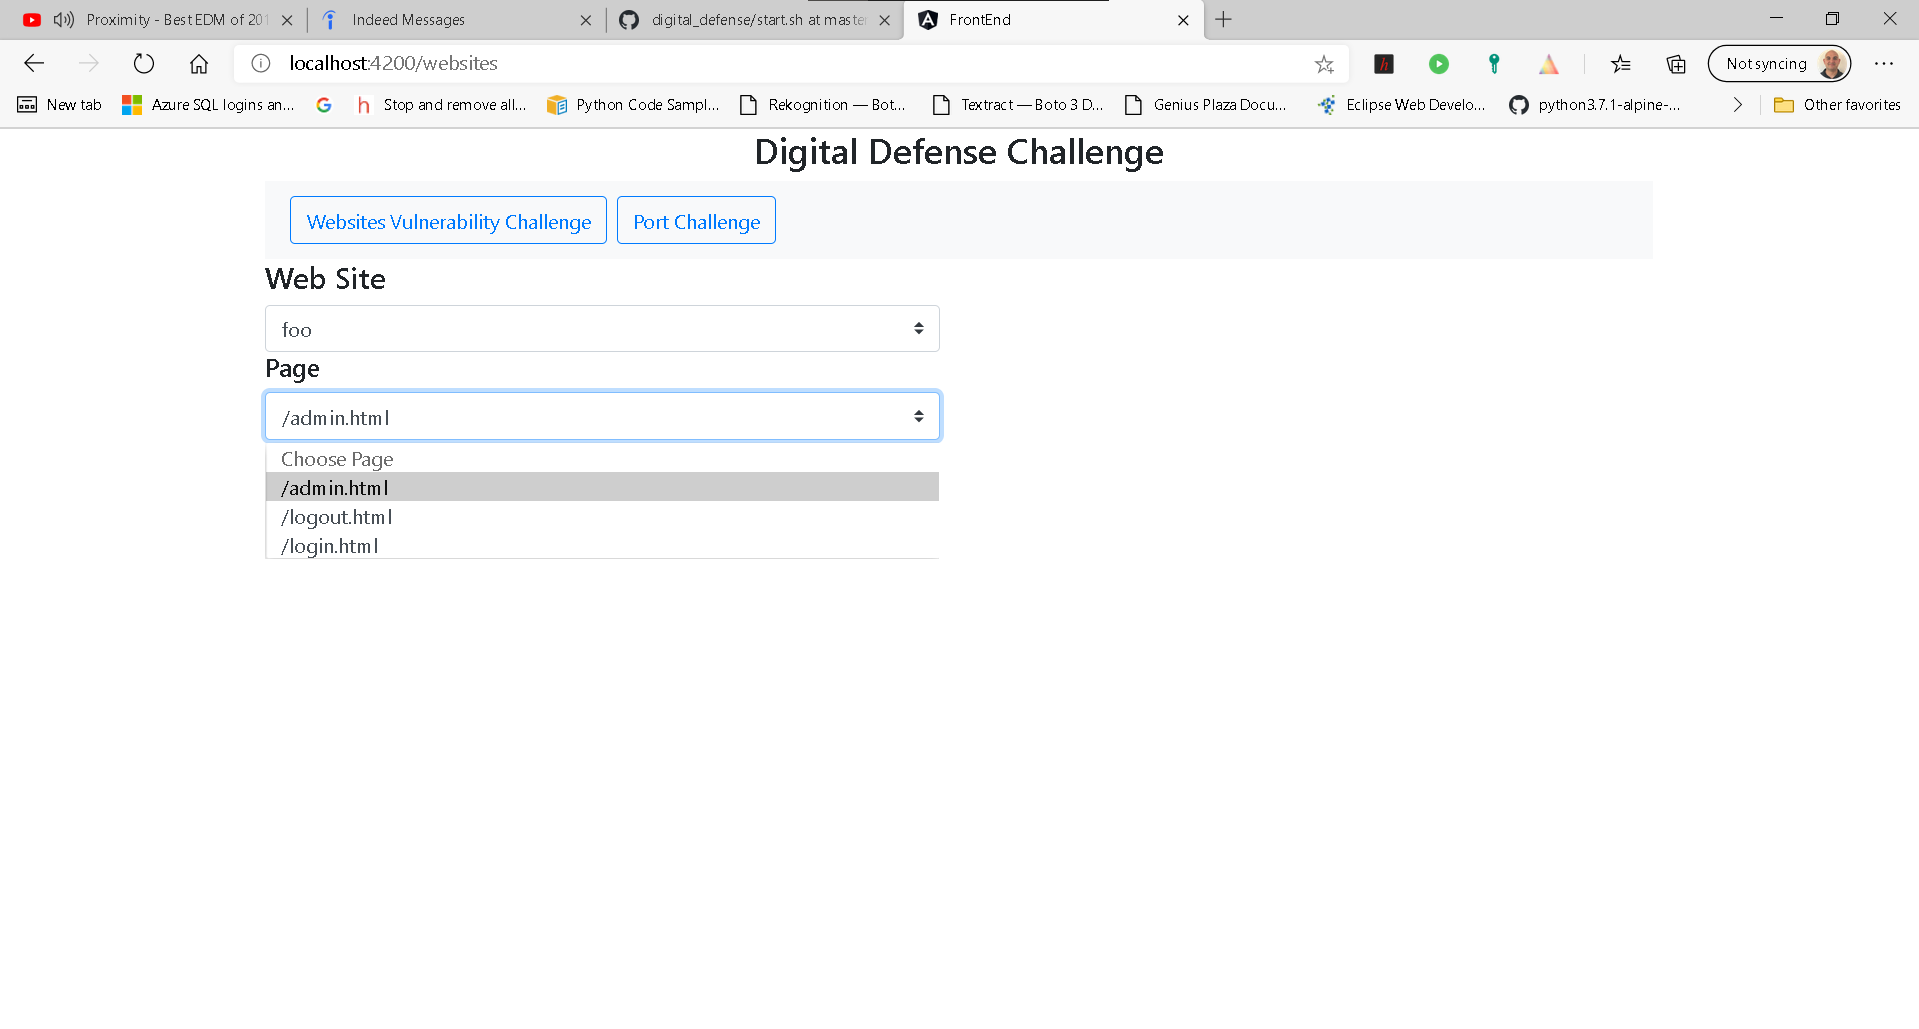 Proximity - Best EDM of 201
Indeed Messages
digital_defense/start.sh at maste
FrontEnd
localhost:4200/websites
Not syncing
New tab
Azure SQL logins an...
Stop and remove all...
Python Code Sampl...
Rekognition — Bot...
Textract — Boto 3 D...
Genius Plaza Docu...
Eclipse Web Develo...
python3.7.1-alpine-...
Other favorites
Digital Defense Challenge
Websites Vulnerability Challenge
Port Challenge
Web Site
foo
Page
/admin.html
Choose Page
/admin.html
/logout.html
/login.html